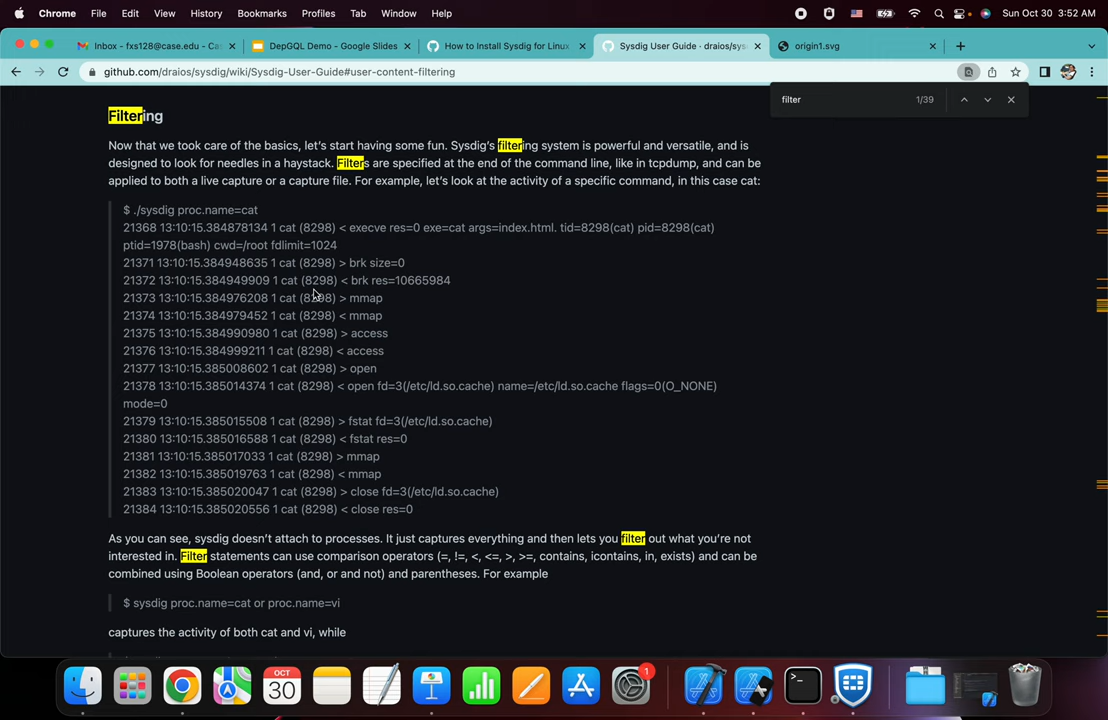 Chrome File Edit View History Bookmarks Profiles Tab Window Help Sun Oct 30 3:52 AM
Inbox - fxs128@case.edu - Ca DepGQL Demo - Google Slides How to Install Sysdig for Linux Sysdig User Guide · draios/sys origin1.svg
github.com/draios/sysdig/wiki/Sysdig-User-Guide#user-content-filtering
filter 1/39
Filtering
Now that we took care of the basics, let's start having some fun. Sysdig's filtering system is powerful and versatile, and is
designed to look for needles in a haystack. Filters are specified at the end of the command line, like in tcpdump, and can be
applied to both a live capture or a capture file. For example, let's look at the activity of a specific command, in this case cat:
$ ./sysdig proc.name=cat
21368 13:10:15.384878134 1 cat (8298) < execve res=0 exe=cat args=index.html. tid=8298(cat) pid=8298(cat)
ptid=1978(bash) cwd=/root fdlimit=1024
21371 13:10:15.384948635 1 cat (8298) > brk size=0
21372 13:10:15.384949909 1 cat (8298) < brk res=10665984
21373 13:10:15.384976208 1 cat (8298) > mmap
21374 13:10:15.384979452 1 cat (8298) < mmap
21375 13:10:15.384990980 1 cat (8298) > access
21376 13:10:15.384999211 1 cat (8298) < access
21377 13:10:15.385008602 1 cat (8298) > open
21378 13:10:15.385014374 1 cat (8298) < open fd=3(/etc/ld.so.cache) name=/etc/ld.so.cache flags=0(O_NONE)
mode=0
21379 13:10:15.385015508 1 cat (8298) > fstat fd=3(/etc/ld.so.cache)
21380 13:10:15.385016588 1 cat (8298) < fstat res=0
21381 13:10:15.385017033 1 cat (8298) > mmap
21382 13:10:15.385019763 1 cat (8298) < mmap
21383 13:10:15.385020047 1 cat (8298) > close fd=3(/etc/ld.so.cache)
21384 13:10:15.385020556 1 cat (8298) < close res=0
As you can see, sysdig doesn't attach to processes. It just captures everything and then lets you filter out what you're not
interested in. Filter statements can use comparison operators (=, !=, <, <=, >, >=, contains, icontains, in, exists) and can be
combined using Boolean operators (and, or and not) and parentheses. For example
$ sysdig proc.name=cat or proc.name=vi
captures the activity of both cat and vi, while
OCT
30
1